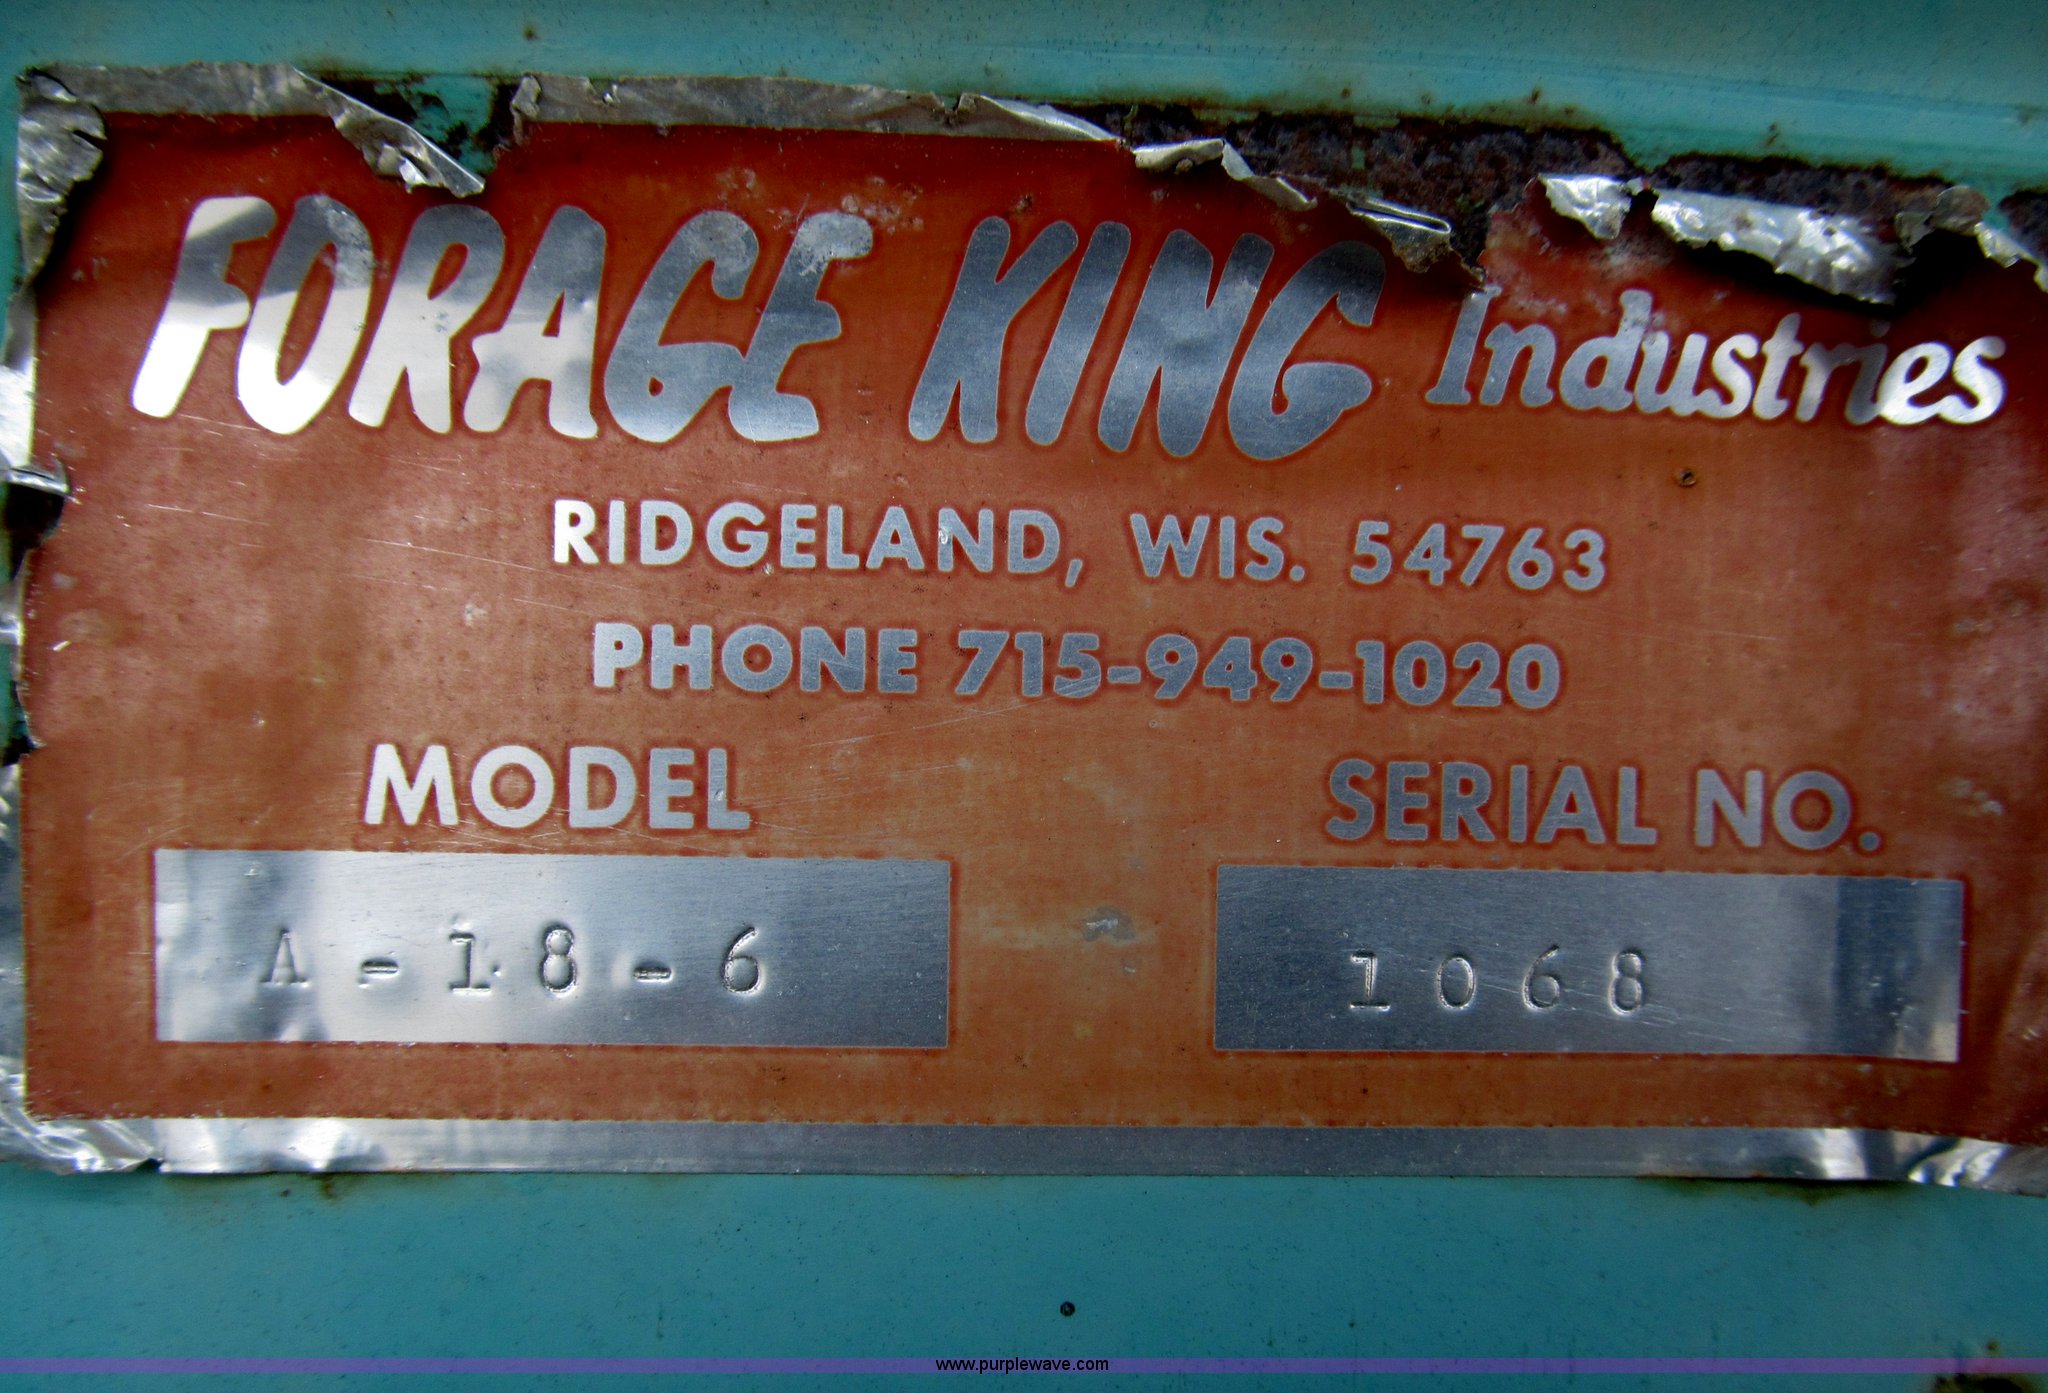 FORAGE KING Industries
RIDGELAND, WIS. 54763
PHONE 715-949-1020
MODEL SERIAL NO.
A-18-6 1068
www.purplewave.com